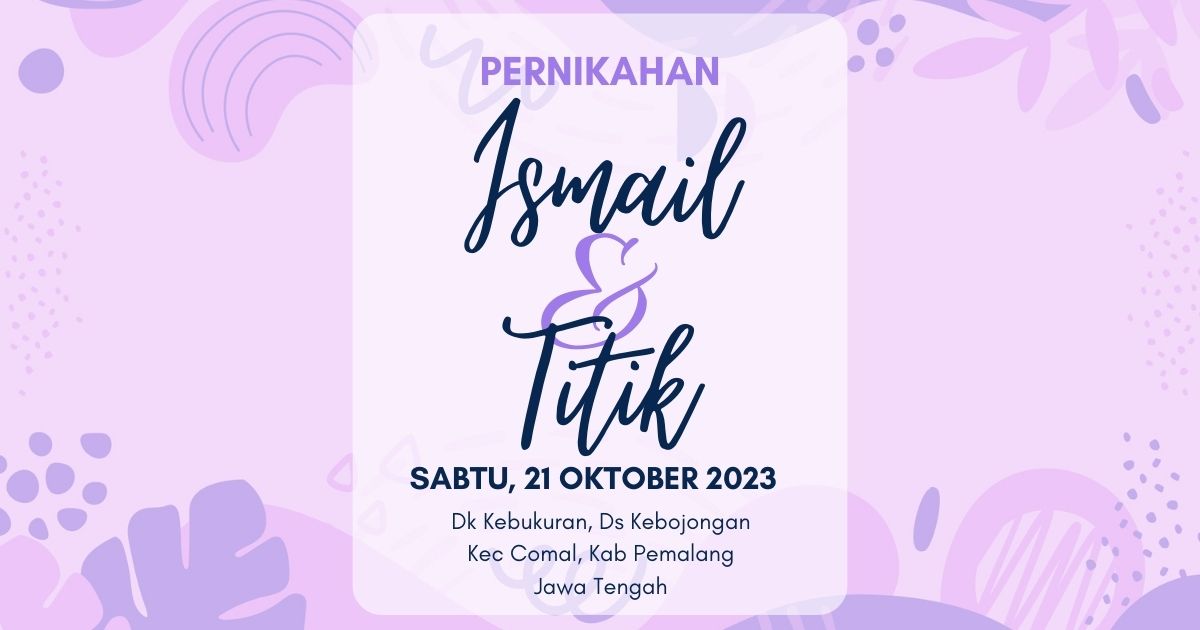 PERNIKAHAN
Ismail
&
Titik
SABTU, 21 OKTOBER 2023
Dk Kebukuran, Ds Kebojongan
Kec Comal, Kab Pemalang
Jawa Tengah